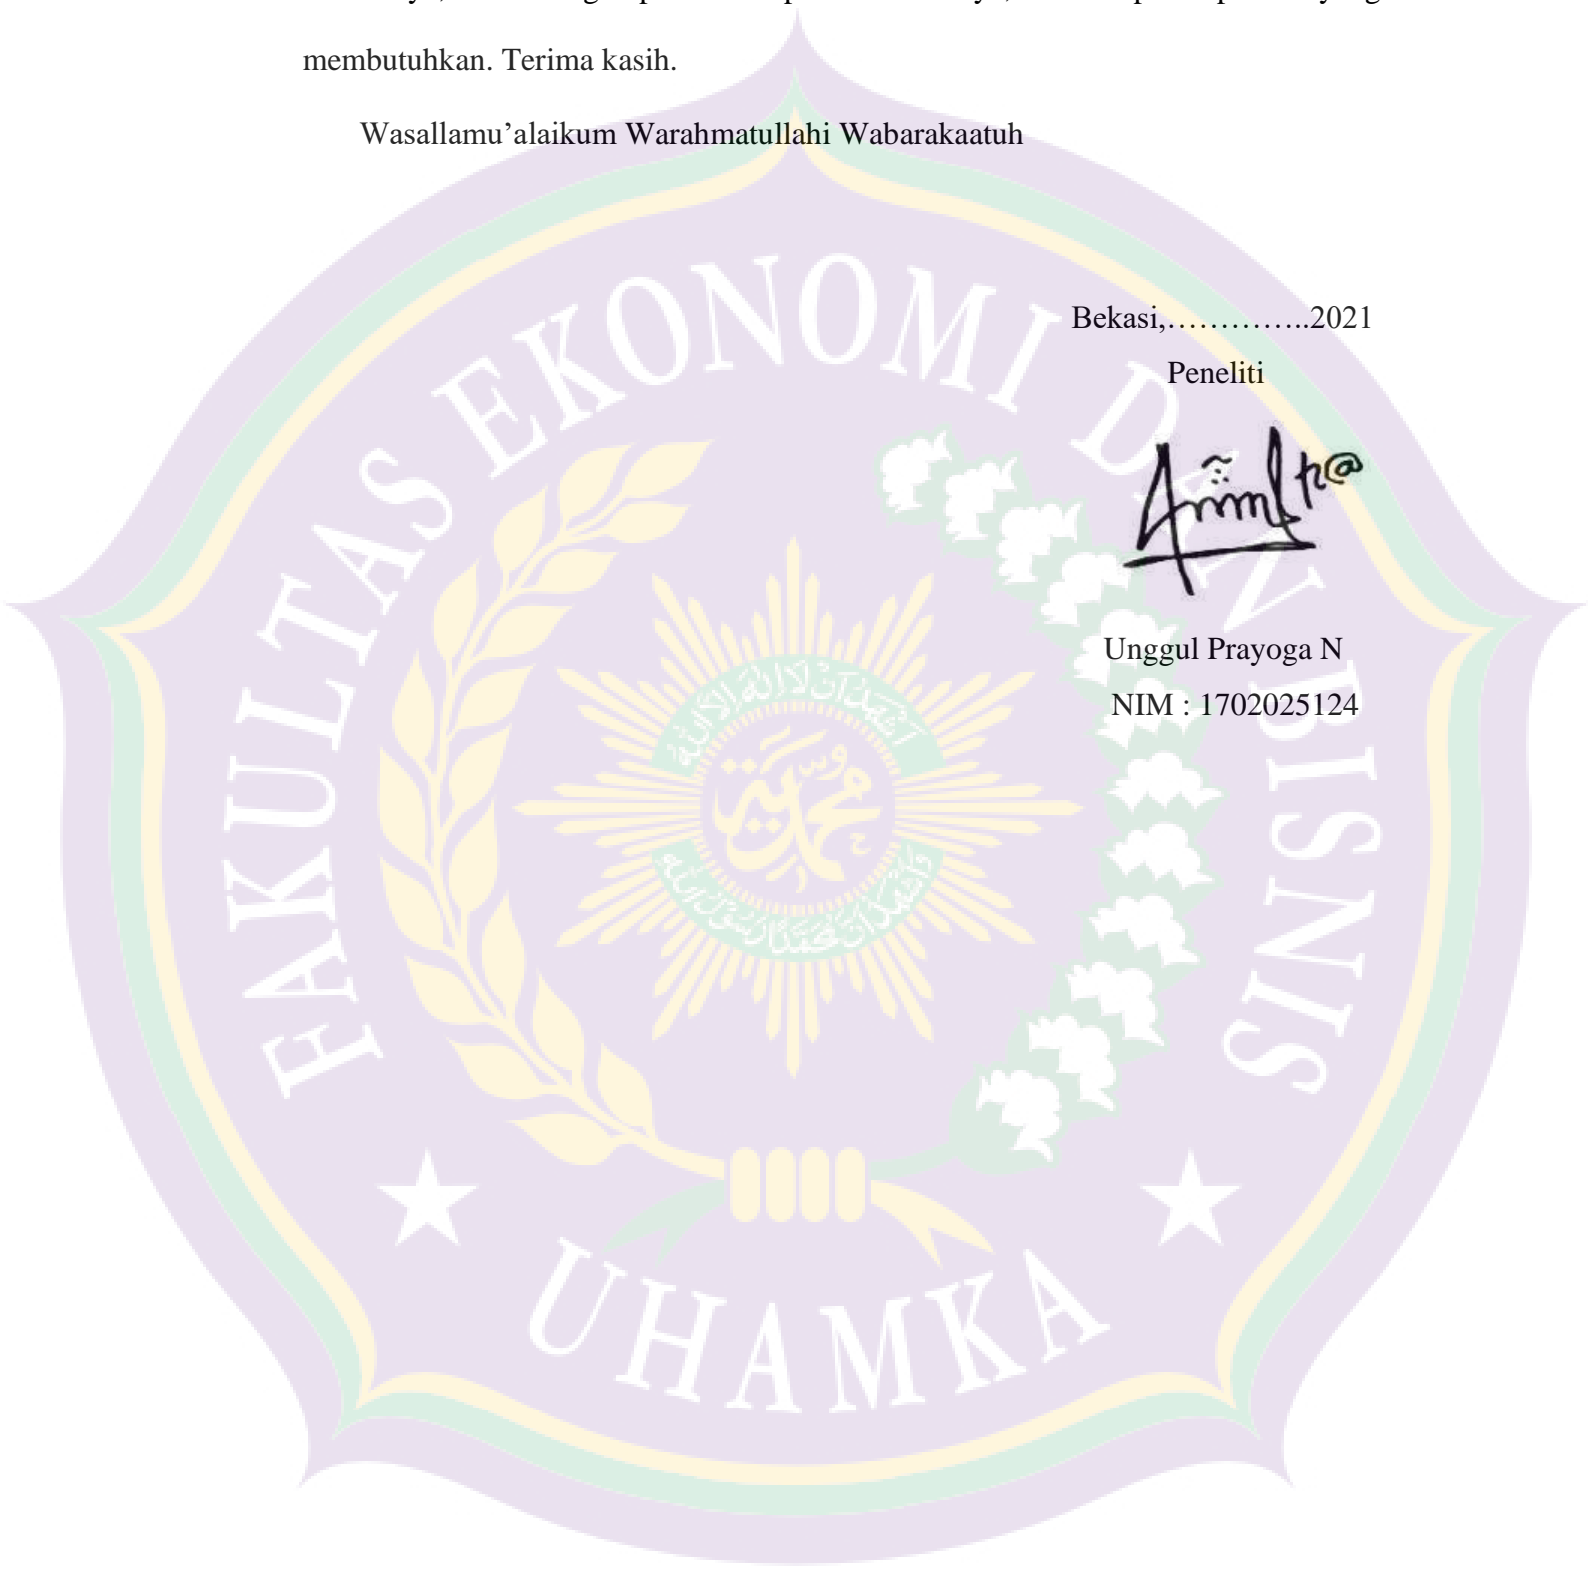 membutuhkan. Terima kasih.
Wasallamu’alaikum Warahmatullahi Wabarakaatuh
Bekasi,…………..2021
Peneliti
Unggul Prayoga N
NIM : 1702025124
FAKULTAS EKONOMI DAN BISNIS
UHAMKA
محمدية